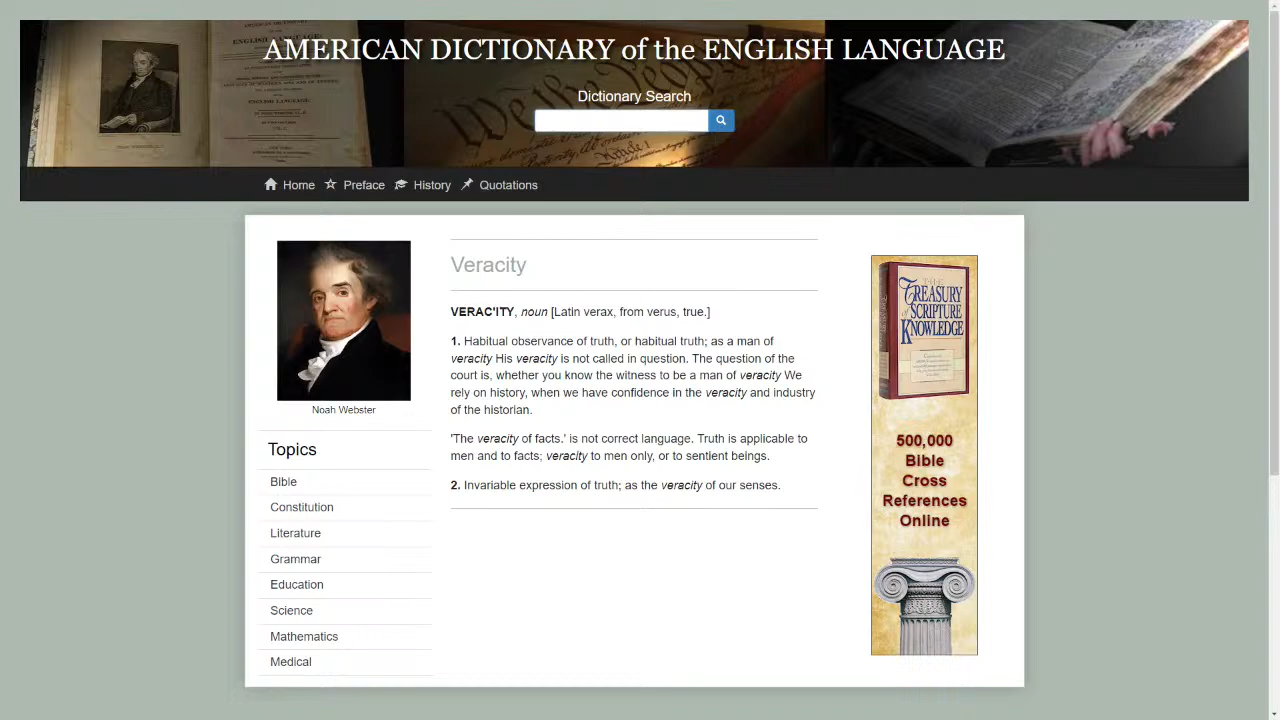 AMERICAN DICTIONARY of the ENGLISH LANGUAGE
Dictionary Search
Home Preface History Quotations
Noah Webster
Topics
Bible
Constitution
Literature
Grammar
Education
Science
Mathematics
Medical
Veracity
VERAC'ITY, noun [Latin verax, from verus, true.]
1. Habitual observance of truth, or habitual truth; as a man of
veracity His veracity is not called in question. The question of the
court is, whether you know the witness to be a man of veracity We
rely on history, when we have confidence in the veracity and industry
of the historian.
'The veracity of facts.' is not correct language. Truth is applicable to
men and to facts; veracity to men only, or to sentient beings.
2. Invariable expression of truth; as the veracity of our senses.
THE
TREASURY
of SCRIPTURE
KNOWLEDGE
500,000
Bible
Cross
References
Online